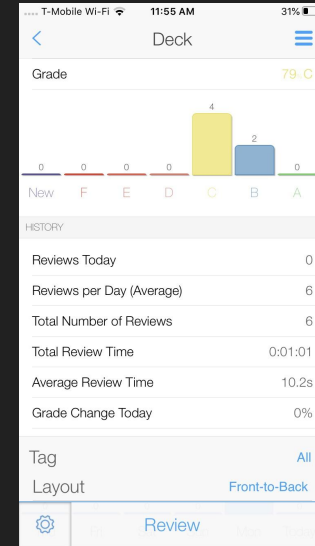 T-Mobile Wi-Fi 11:55 AM 31%
Deck
Grade 79 C
4
2
0 0 0 0 0
New F E D C B A
HISTORY
Reviews Today 0
Reviews per Day (Average) 6
Total Number of Reviews 6
Total Review Time 0:01:01
Average Review Time 10.2s
Grade Change Today 0%
Tag All
Layout Front-to-Back
Review